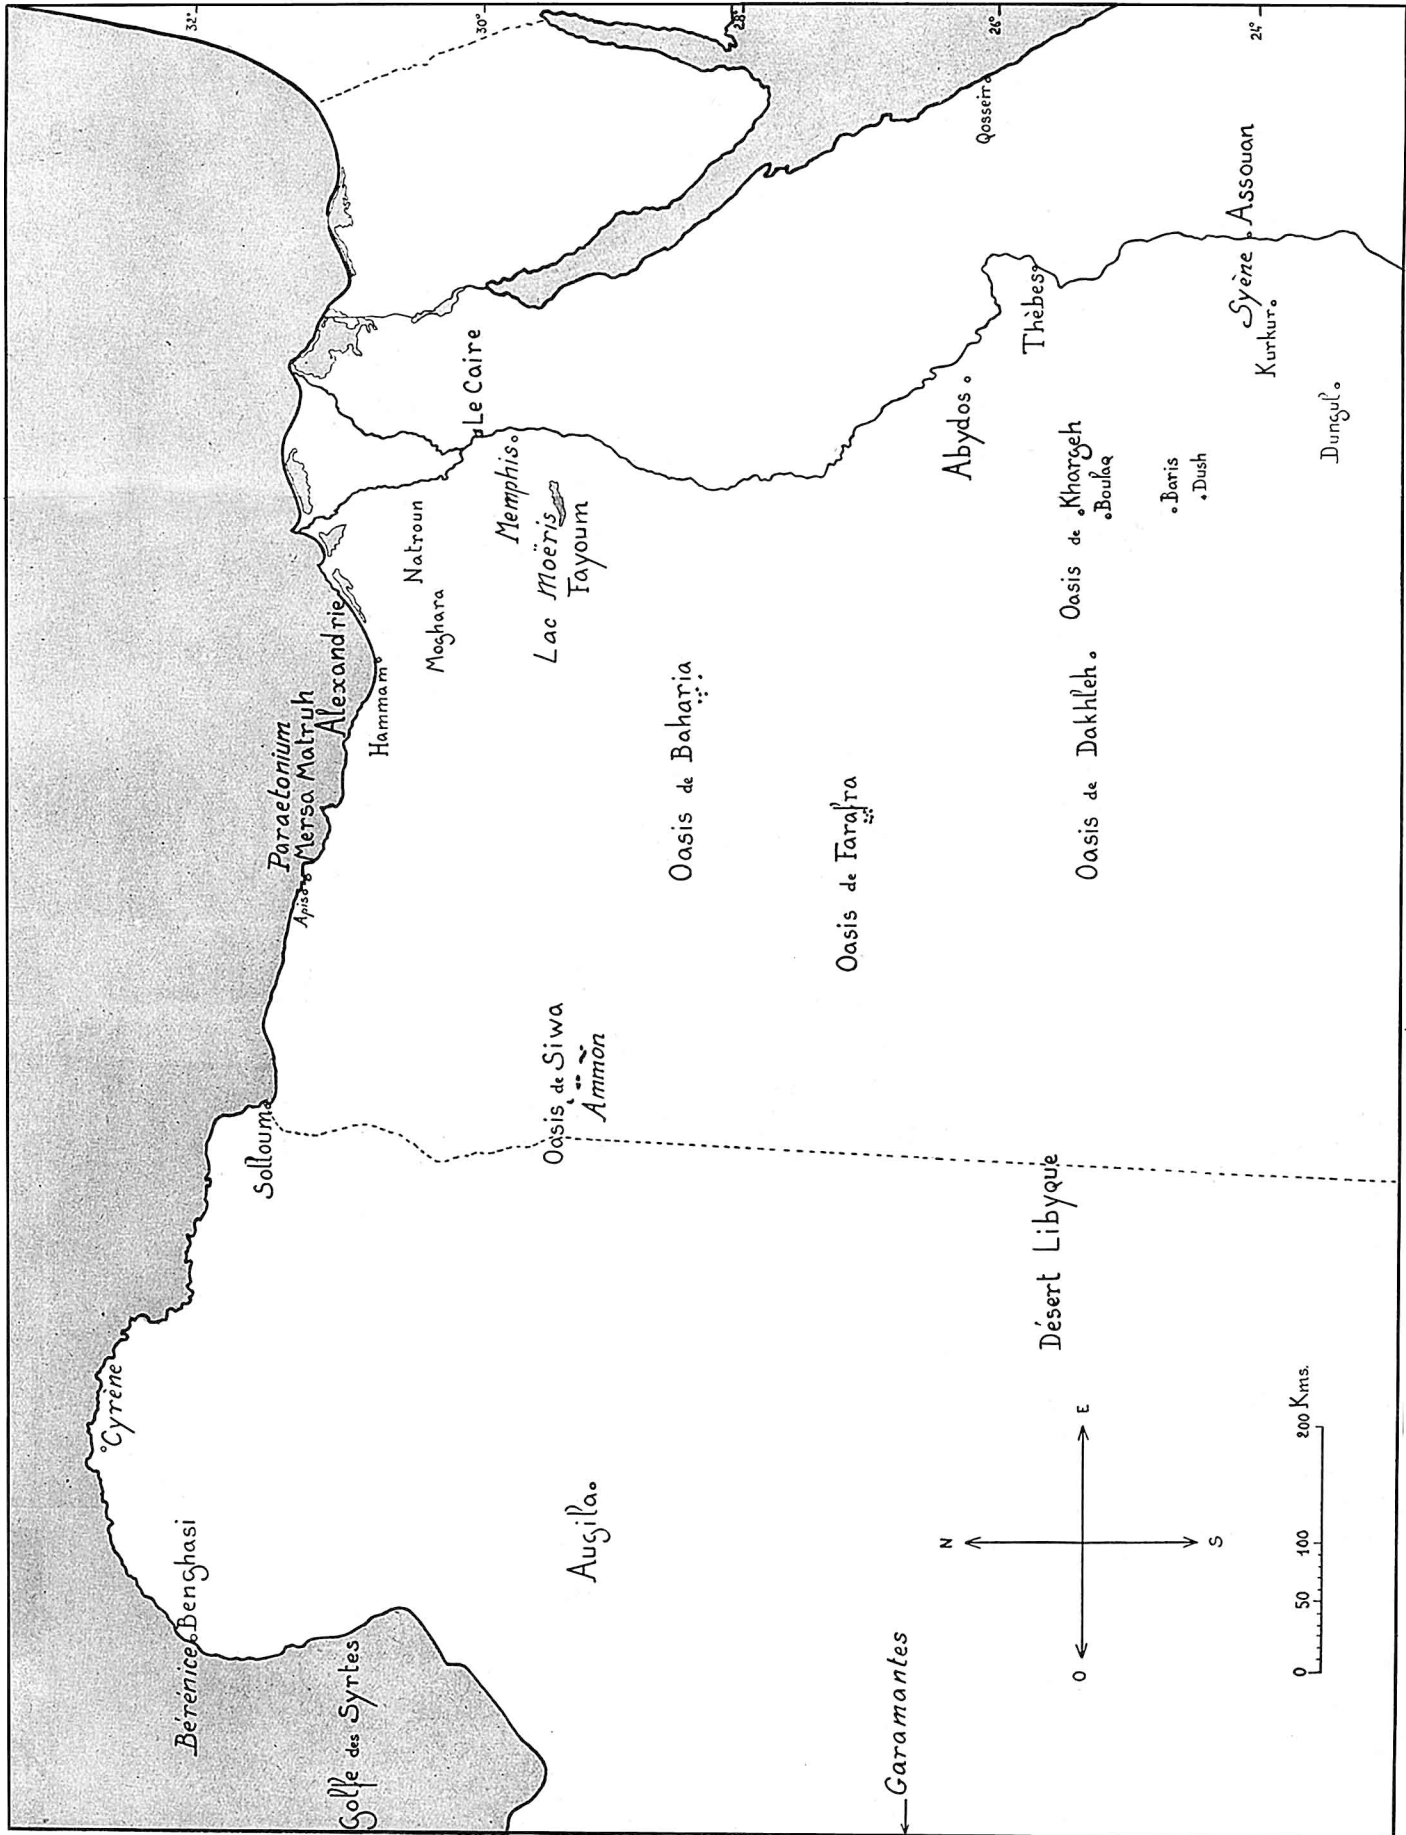 32°
30°
28°
26°
24°
Cyrène
Bérénice
Benghasi
Golfe des Syrtes
Solloum
Apis
Paraetonium
Mersa Matruh
Alexandrie
Hammam
Natroun
Moghara
Le Caire
Memphis
Lac Moëris
Fayoum
Oasis de Siwa
Ammon
Augila
Oasis de Baharia
Oasis de Farafra
Garamantes
Qosseir
Abydos
Thèbes
Désert Libyque
Oasis de Dakhleh
Oasis de Khargeh
Boulaq
Baris
Dush
Syène
Assouan
Kurkur
Dungul
N
O
E
S
0
50
100
200 Kms.